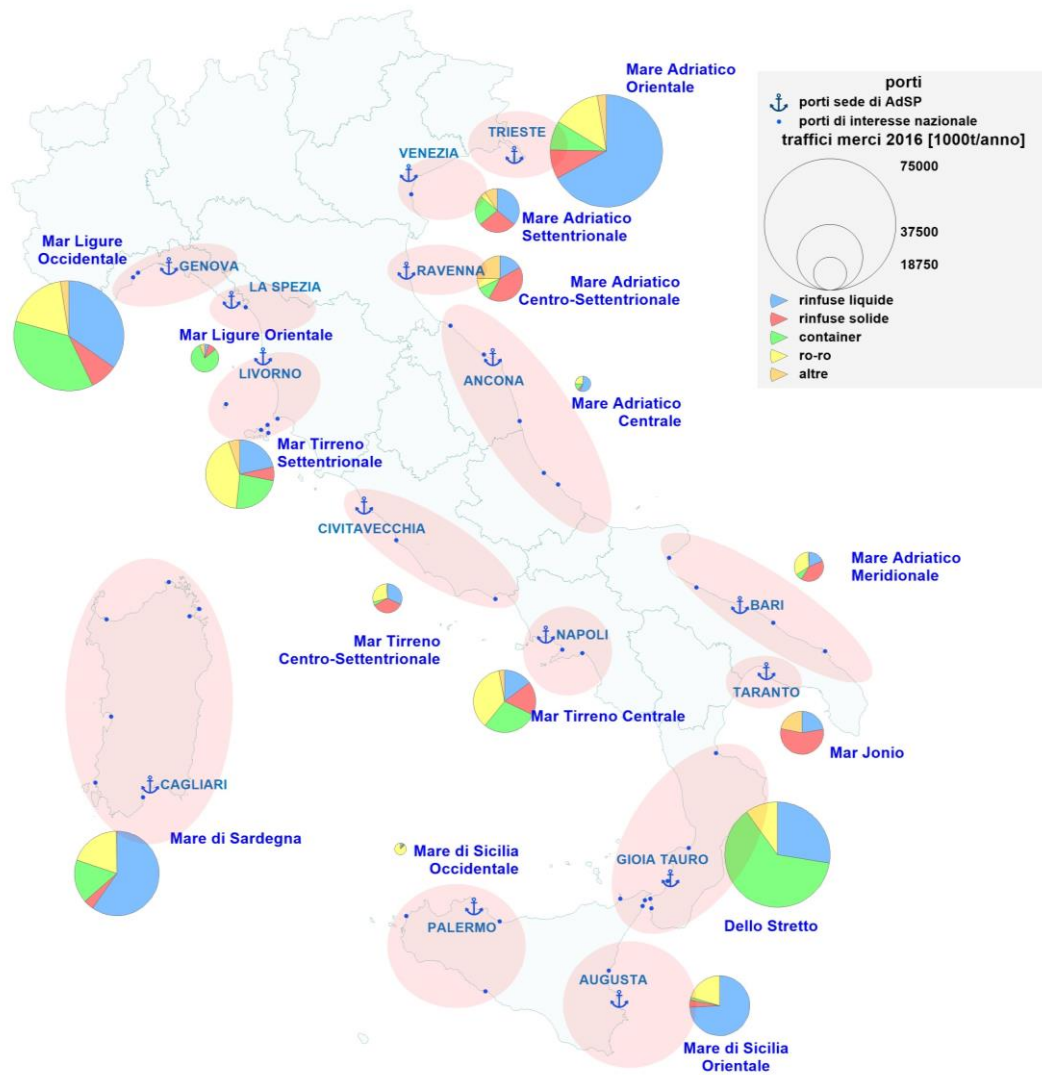 porti
porti sede di AdSP
porti di interesse nazionale
traffici merci 2016 [1000t/anno]
75000
37500
18750
rinfuse liquide
rinfuse solide
container
ro-ro
altre
Mare Adriatico
Orientale
TRIESTE
VENEZIA
Mare Adriatico
Settentrionale
Mar Ligure
Occidentale
GENOVA
RAVENNA
Mare Adriatico
Centro-Settentrionale
LA SPEZIA
Mar Ligure Orientale
LIVORNO
ANCONA
Mare Adriatico
Centrale
Mar Tirreno
Settentrionale
CIVITAVECCHIA
Mare Adriatico
Meridionale
BARI
Mar Tirreno
Centro-Settentrionale
NAPOLI
Mar Tirreno Centrale
TARANTO
Mar Jonio
CAGLIARI
Mare di Sardegna
Mare di Sicilia
Occidentale
GIOIA TAURO
Dello Stretto
PALERMO
AUGUSTA
Mare di Sicilia
Orientale